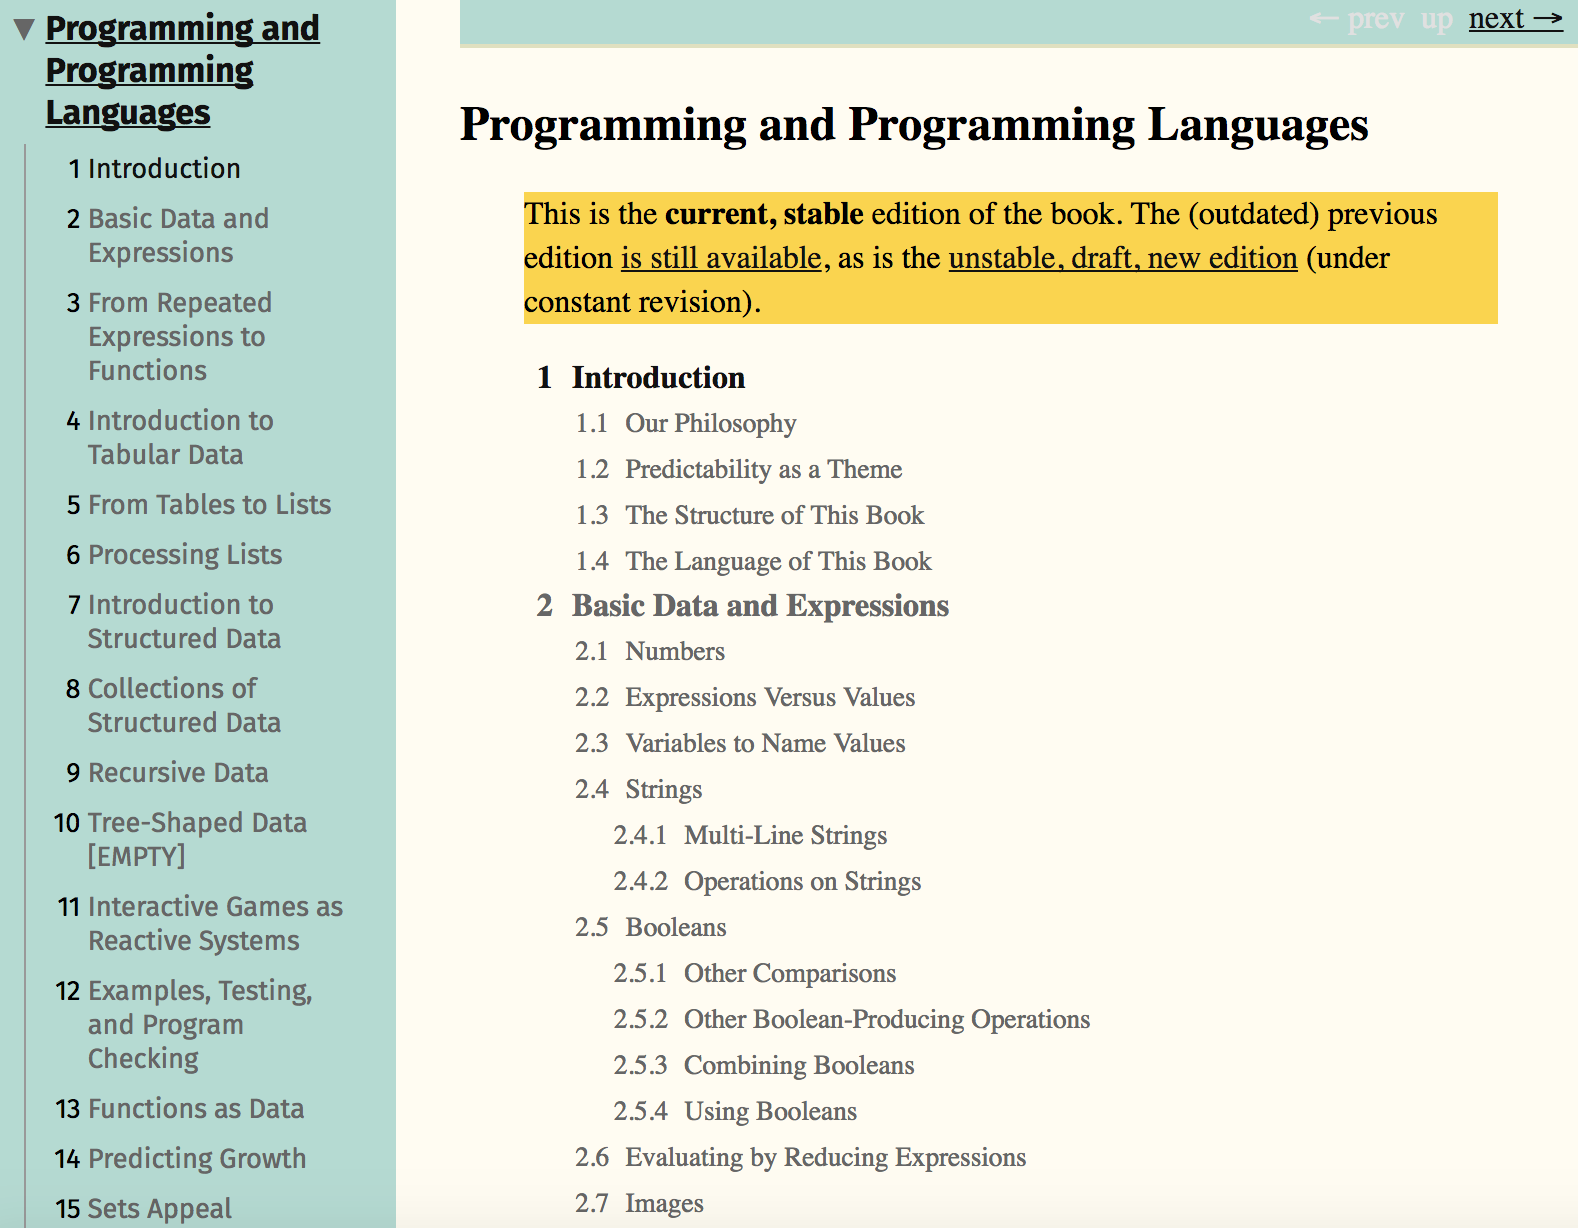 ▼ Programming and
Programming
Languages
1 Introduction
2 Basic Data and
Expressions
3 From Repeated
Expressions to
Functions
4 Introduction to
Tabular Data
5 From Tables to Lists
6 Processing Lists
7 Introduction to
Structured Data
8 Collections of
Structured Data
9 Recursive Data
10 Tree-Shaped Data
[EMPTY]
11 Interactive Games as
Reactive Systems
12 Examples, Testing,
and Program
Checking
13 Functions as Data
14 Predicting Growth
15 Sets Appeal
← prev up next →
Programming and Programming Languages
This is the current, stable edition of the book. The (outdated) previous
edition is still available, as is the unstable, draft, new edition (under
constant revision).
1 Introduction
1.1 Our Philosophy
1.2 Predictability as a Theme
1.3 The Structure of This Book
1.4 The Language of This Book
2 Basic Data and Expressions
2.1 Numbers
2.2 Expressions Versus Values
2.3 Variables to Name Values
2.4 Strings
2.4.1 Multi-Line Strings
2.4.2 Operations on Strings
2.5 Booleans
2.5.1 Other Comparisons
2.5.2 Other Boolean-Producing Operations
2.5.3 Combining Booleans
2.5.4 Using Booleans
2.6 Evaluating by Reducing Expressions
2.7 Images